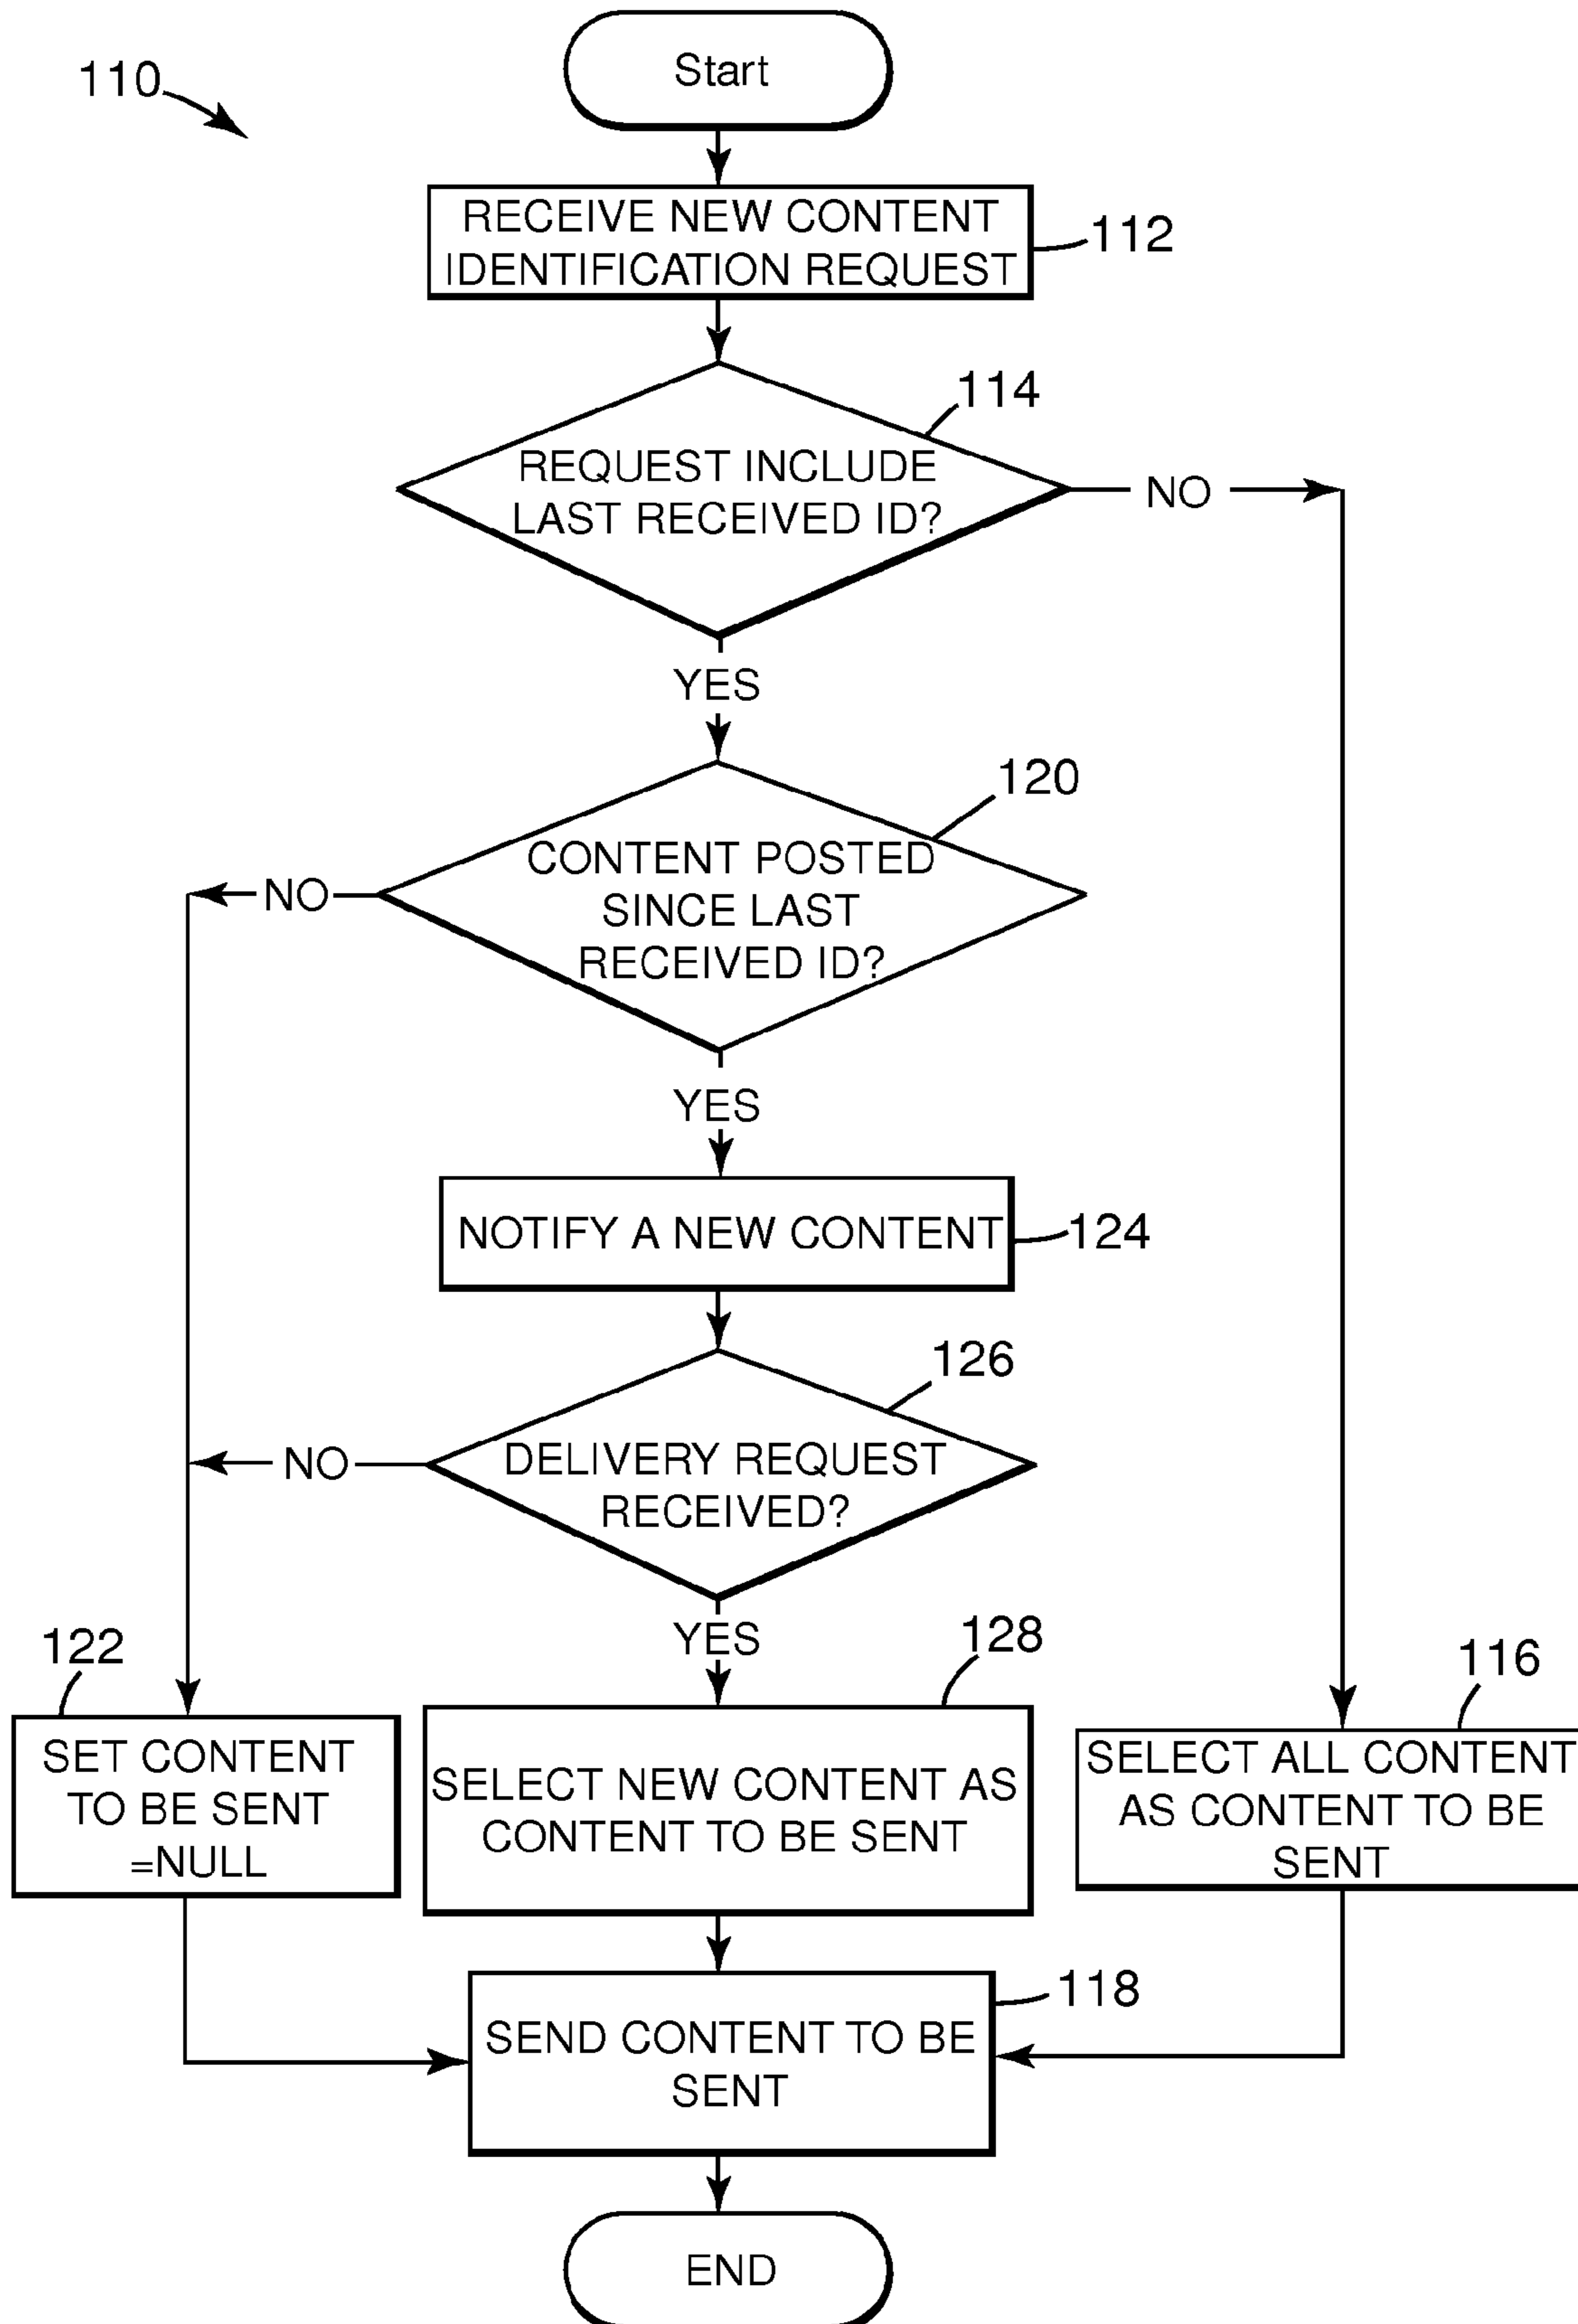 Start
110
RECEIVE NEW CONTENT
IDENTIFICATION REQUEST
112
114
REQUEST INCLUDE
LAST RECEIVED ID?
NO
YES
120
CONTENT POSTED
SINCE LAST
RECEIVED ID?
NO
YES
NOTIFY A NEW CONTENT
124
126
DELIVERY REQUEST
RECEIVED?
NO
YES
122
128
116
SET CONTENT
TO BE SENT
=NULL
SELECT NEW CONTENT AS
CONTENT TO BE SENT
SELECT ALL CONTENT
AS CONTENT TO BE
SENT
118
SEND CONTENT TO BE
SENT
END